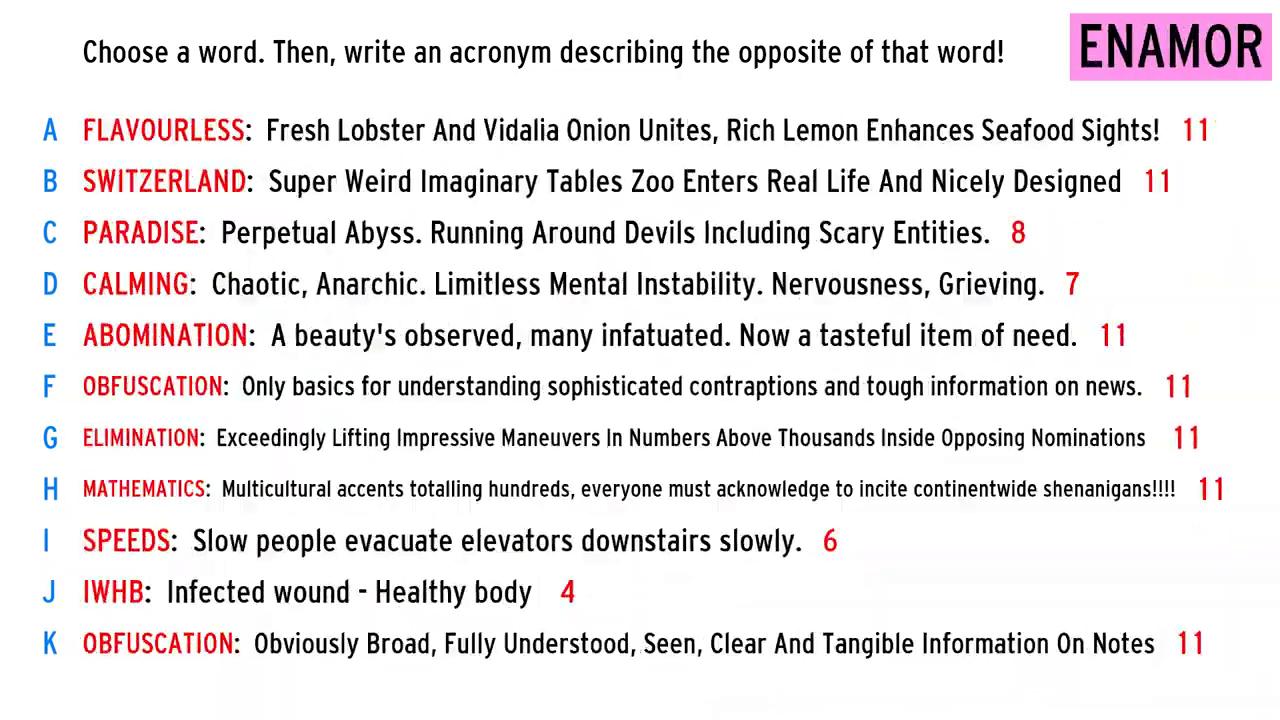 Choose a word. Then, write an acronym describing the opposite of that word!
ENAMOR
A FLAVOURLESS: Fresh Lobster And Vidalia Onion Unites, Rich Lemon Enhances Seafood Sights! 11
B SWITZERLAND: Super Weird Imaginary Tables Zoo Enters Real Life And Nicely Designed 11
C PARADISE: Perpetual Abyss. Running Around Devils Including Scary Entities. 8
D CALMING: Chaotic, Anarchic. Limitless Mental Instability. Nervousness, Grieving. 7
E ABOMINATION: A beauty's observed, many infatuated. Now a tasteful item of need. 11
F OBFUSCATION: Only basics for understanding sophisticated contraptions and tough information on news. 11
G ELIMINATION: Exceedingly Lifting Impressive Maneuvers In Numbers Above Thousands Inside Opposing Nominations 11
H MATHEMATICS: Multicultural accents totalling hundreds, everyone must acknowledge to incite continentwide shenanigans!!!! 11
I SPEEDS: Slow people evacuate elevators downstairs slowly. 6
J IWHB: Infected wound - Healthy body 4
K OBFUSCATION: Obviously Broad, Fully Understood, Seen, Clear And Tangible Information On Notes 11